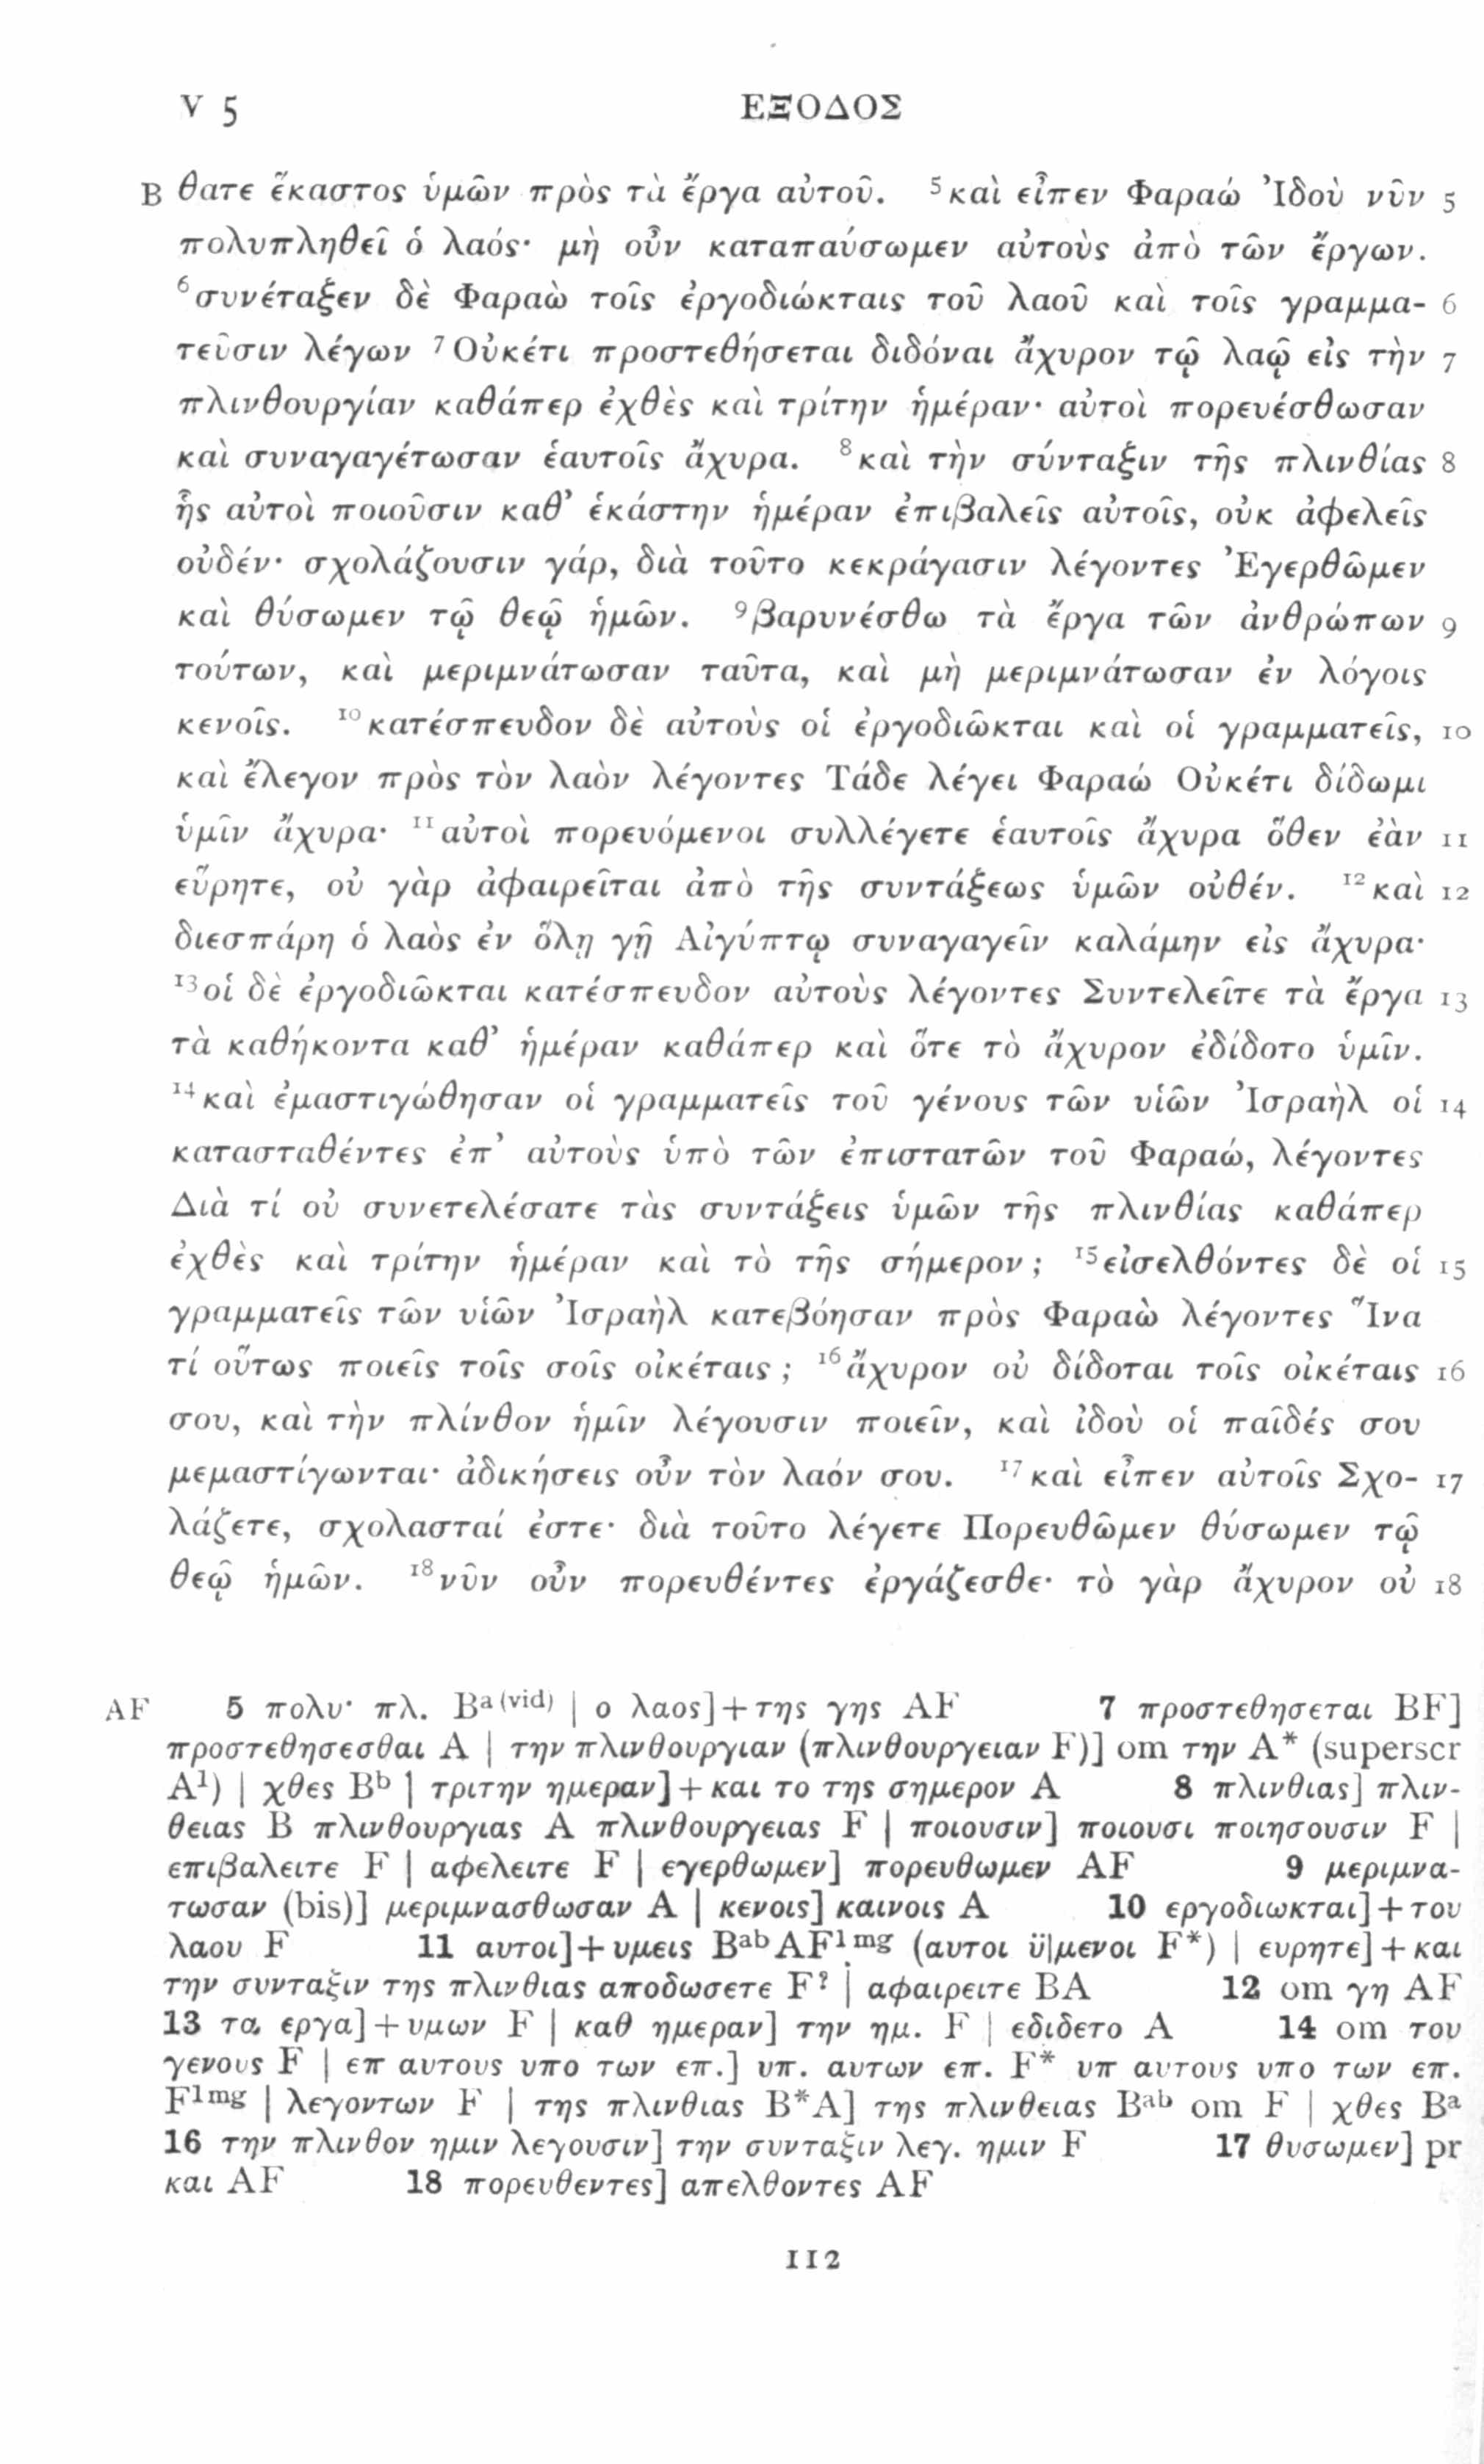 V 5 ΕΞΟΔΟΣ
B θατε ἕκαστος ὑμῶν πρὸς τὰ ἔργα αὐτοῦ. ⁵καὶ εἶπεν Φαραώ Ἰδοὺ νῦν 5
πολυπληθεῖ ὁ λαός· μὴ οὖν καταπαύσωμεν αὐτοὺς ἀπὸ τῶν ἔργων.
⁶συνέταξεν δὲ Φαραὼ τοῖς ἐργοδιώκταις τοῦ λαοῦ καὶ τοῖς γραμμα- 6
τεῦσιν λέγων ⁷Οὐκέτι προστεθήσεται διδόναι ἄχυρον τῷ λαῷ εἰς τὴν 7
πλινθουργίαν καθάπερ ἐχθὲς καὶ τρίτην ἡμέραν· αὐτοὶ πορευέσθωσαν
καὶ συναγαγέτωσαν ἑαυτοῖς ἄχυρα. ⁸καὶ τὴν σύνταξιν τῆς πλινθίας 8
ἧς αὐτοὶ ποιοῦσιν καθ᾽ ἑκάστην ἡμέραν ἐπιβαλεῖς αὐτοῖς, οὐκ ἀφελεῖς
οὐδέν· σχολάζουσιν γάρ, διὰ τοῦτο κεκράγασιν λέγοντες Ἐγερθῶμεν
καὶ θύσωμεν τῷ θεῷ ἡμῶν. ⁹βαρυνέσθω τὰ ἔργα τῶν ἀνθρώπων 9
τούτων, καὶ μεριμνάτωσαν ταῦτα, καὶ μὴ μεριμνάτωσαν ἐν λόγοις
κενοῖς. ¹⁰κατέσπευδον δὲ αὐτοὺς οἱ ἐργοδιῶκται καὶ οἱ γραμματεῖς, 10
καὶ ἔλεγον πρὸς τὸν λαὸν λέγοντες Τάδε λέγει Φαραώ Οὐκέτι δίδωμι
ὑμῖν ἄχυρα· ¹¹αὐτοὶ πορευόμενοι συλλέγετε ἑαυτοῖς ἄχυρα ὅθεν ἐὰν 11
εὕρητε, οὐ γὰρ ἀφαιρεῖται ἀπὸ τῆς συντάξεως ὑμῶν οὐθέν. ¹²καὶ 12
διεσπάρη ὁ λαὸς ἐν ὅλῃ γῇ Αἰγύπτῳ συναγαγεῖν καλάμην εἰς ἄχυρα·
¹³οἱ δὲ ἐργοδιῶκται κατέσπευδον αὐτοὺς λέγοντες Συντελεῖτε τὰ ἔργα 13
τὰ καθήκοντα καθ᾽ ἡμέραν καθάπερ καὶ ὅτε τὸ ἄχυρον ἐδίδοτο ὑμῖν.
¹⁴καὶ ἐμαστιγώθησαν οἱ γραμματεῖς τοῦ γένους τῶν υἱῶν Ἰσραὴλ οἱ 14
κατασταθέντες ἐπ᾽ αὐτοὺς ὑπὸ τῶν ἐπιστατῶν τοῦ Φαραώ, λέγοντες
Διὰ τί οὐ συνετελέσατε τὰς συντάξεις ὑμῶν τῆς πλινθίας καθάπερ
ἐχθὲς καὶ τρίτην ἡμέραν καὶ τὸ τῆς σήμερον; ¹⁵εἰσελθόντες δὲ οἱ 15
γραμματεῖς τῶν υἱῶν Ἰσραὴλ κατεβόησαν πρὸς Φαραὼ λέγοντες Ἵνα
τί οὕτως ποιεῖς τοῖς σοῖς οἰκέταις; ¹⁶ἄχυρον οὐ δίδοται τοῖς οἰκέταις 16
σου, καὶ τὴν πλίνθον ἡμῖν λέγουσιν ποιεῖν, καὶ ἰδοὺ οἱ παῖδές σου
μεμαστίγωνται· ἀδικήσεις οὖν τὸν λαόν σου. ¹⁷καὶ εἶπεν αὐτοῖς Σχο- 17
λάζετε, σχολασταί ἐστε· διὰ τοῦτο λέγετε Πορευθῶμεν θύσωμεν τῷ
θεῷ ἡμῶν. ¹⁸νῦν οὖν πορευθέντες ἐργάζεσθε· τὸ γὰρ ἄχυρον οὐ 18
AF 5 πολυ· πλ. Bᵃ⁽ᵛⁱᵈ⁾ | ο λαος]+της γης AF 7 προστεθησεται BF]
προστεθησεσθαι A | την πλινθουργιαν (πλινθουργειαν F)] om την A* (superscr
A¹) | χθες Bᵇ | τριτην ημεραν]+και το της σημερον A 8 πλινθιας] πλιν-
θειας B πλινθουργιας A πλινθουργειας F | ποιουσιν] ποιουσι ποιησουσιν F |
επιβαλειτε F | αφελειτε F | εγερθωμεν] πορευθωμεν AF 9 μεριμνα-
τωσαν (bis)] μεριμνασθωσαν A | κενοις] καινοις A 10 εργοδιωκται]+του
λαου F 11 αυτοι]+υμεις Bᵃᵇ AF¹ᵐᵍ (αυτοι ϋ|μενοι F*) | ευρητε]+και
την συνταξιν της πλινθιας αποδωσετε F? | αφαιρειτε BA 12 om γη AF
13 τα εργα]+υμων F | καθ ημεραν] την ημ. F | εδιδετο A 14 om του
γενους F | επ αυτους υπο των επ.] υπ. αυτων επ. F* υπ αυτους υπο των επ.
F¹ᵐᵍ | λεγοντων F | της πλινθιας B*A] της πλινθειας Bᵃᵇ om F | χθες Bᵃ
16 την πλινθον ημιν λεγουσιν] την συνταξιν λεγ. ημιν F 17 θυσωμεν] pr
και AF 18 πορευθεντες] απελθοντες AF
112